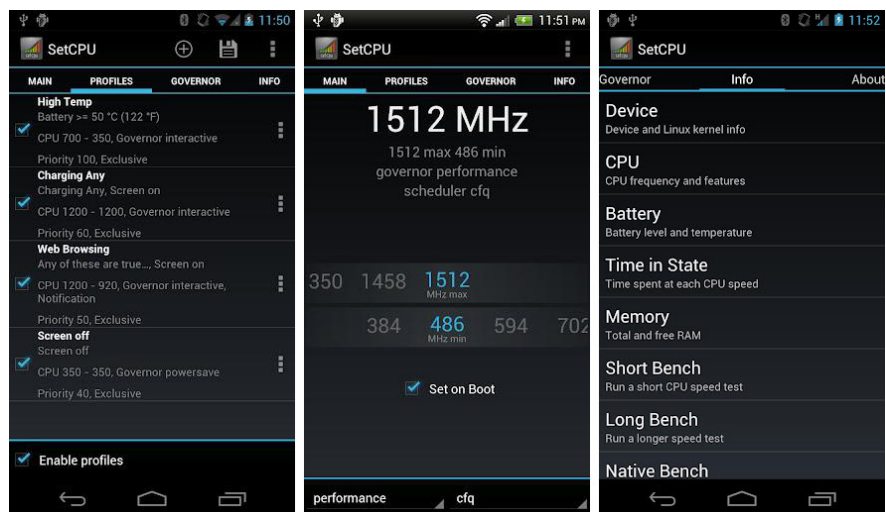 11:50
SetCPU
MAIN PROFILES GOVERNOR INFO
High Temp
Battery >= 50 °C (122 °F)
CPU 700 - 350, Governor interactive
Priority 100, Exclusive
Charging Any
Charging Any, Screen on
CPU 1200 - 1200, Governor interactive
Priority 60, Exclusive
Web Browsing
Any of these are true..., Screen on
CPU 1200 - 920, Governor interactive,
Notification
Priority 50, Exclusive
Screen off
Screen off
CPU 350 - 350, Governor powersave
Priority 40, Exclusive
Enable profiles
11:51 PM
SetCPU
MAIN PROFILES GOVERNOR INFO
1512 MHz
1512 max 486 min
governor performance
scheduler cfq
350 1458 1512
MHz max
384 486 594 702
MHz min
Set on Boot
performance cfq
H 11:52
SetCPU
Governor Info About
Device
Device and Linux kernel info
CPU
CPU frequency and features
Battery
Battery level and temperature
Time in State
Time spent at each CPU speed
Memory
Total and free RAM
Short Bench
Run a short CPU speed test
Long Bench
Run a longer speed test
Native Bench